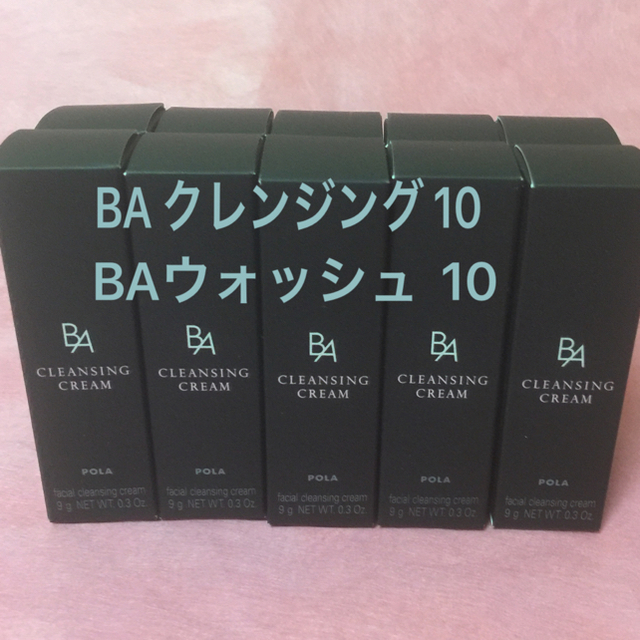 BA クレンジング 10
BAウォッシュ 10
BA
CLEANSING
CREAM
POLA
facial cleansing cream
9 g NET WT. 0.3 Oz.
BA
CLEANSING
CREAM
POLA
facial cleansing cream
9 g NET WT. 0.3 Oz.
BA
CLEANSING
CREAM
POLA
facial cleansing cream
9 g NET WT. 0.3 Oz.
BA
CLEANSING
CREAM
POLA
facial cleansing cream
9 g NET WT. 0.3 Oz.
BA
CLEANSING
CREAM
POLA
facial cleansing cream
9 g NET WT. 0.3 Oz.